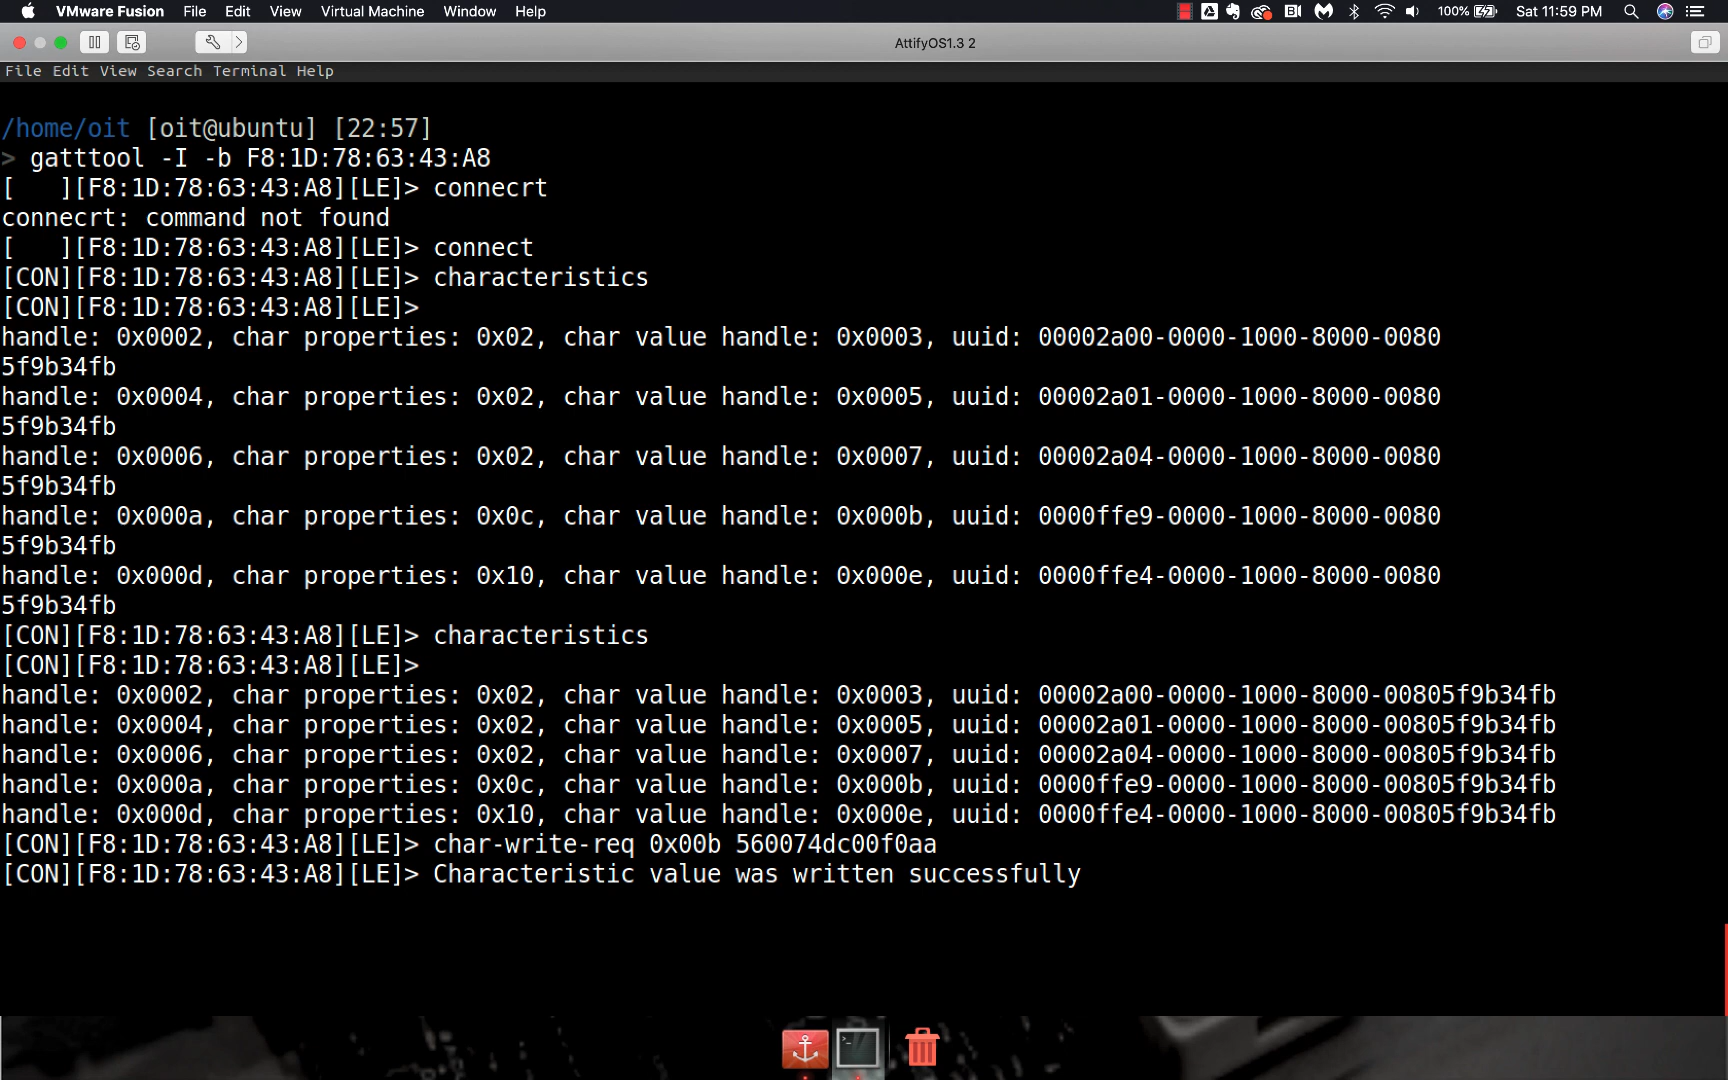 VMware Fusion File Edit View Virtual Machine Window Help 100% Sat 11:59 PM
AttifyOS1.3 2
File Edit View Search Terminal Help
/home/oit [oit@ubuntu] [22:57]
> gatttool -I -b F8:1D:78:63:43:A8
[   ][F8:1D:78:63:43:A8][LE]> connecrt
connecrt: command not found
[   ][F8:1D:78:63:43:A8][LE]> connect
[CON][F8:1D:78:63:43:A8][LE]> characteristics
[CON][F8:1D:78:63:43:A8][LE]>
handle: 0x0002, char properties: 0x02, char value handle: 0x0003, uuid: 00002a00-0000-1000-8000-0080
5f9b34fb
handle: 0x0004, char properties: 0x02, char value handle: 0x0005, uuid: 00002a01-0000-1000-8000-0080
5f9b34fb
handle: 0x0006, char properties: 0x02, char value handle: 0x0007, uuid: 00002a04-0000-1000-8000-0080
5f9b34fb
handle: 0x000a, char properties: 0x0c, char value handle: 0x000b, uuid: 0000ffe9-0000-1000-8000-0080
5f9b34fb
handle: 0x000d, char properties: 0x10, char value handle: 0x000e, uuid: 0000ffe4-0000-1000-8000-0080
5f9b34fb
[CON][F8:1D:78:63:43:A8][LE]> characteristics
[CON][F8:1D:78:63:43:A8][LE]>
handle: 0x0002, char properties: 0x02, char value handle: 0x0003, uuid: 00002a00-0000-1000-8000-00805f9b34fb
handle: 0x0004, char properties: 0x02, char value handle: 0x0005, uuid: 00002a01-0000-1000-8000-00805f9b34fb
handle: 0x0006, char properties: 0x02, char value handle: 0x0007, uuid: 00002a04-0000-1000-8000-00805f9b34fb
handle: 0x000a, char properties: 0x0c, char value handle: 0x000b, uuid: 0000ffe9-0000-1000-8000-00805f9b34fb
handle: 0x000d, char properties: 0x10, char value handle: 0x000e, uuid: 0000ffe4-0000-1000-8000-00805f9b34fb
[CON][F8:1D:78:63:43:A8][LE]> char-write-req 0x00b 560074dc00f0aa
[CON][F8:1D:78:63:43:A8][LE]> Characteristic value was written successfully